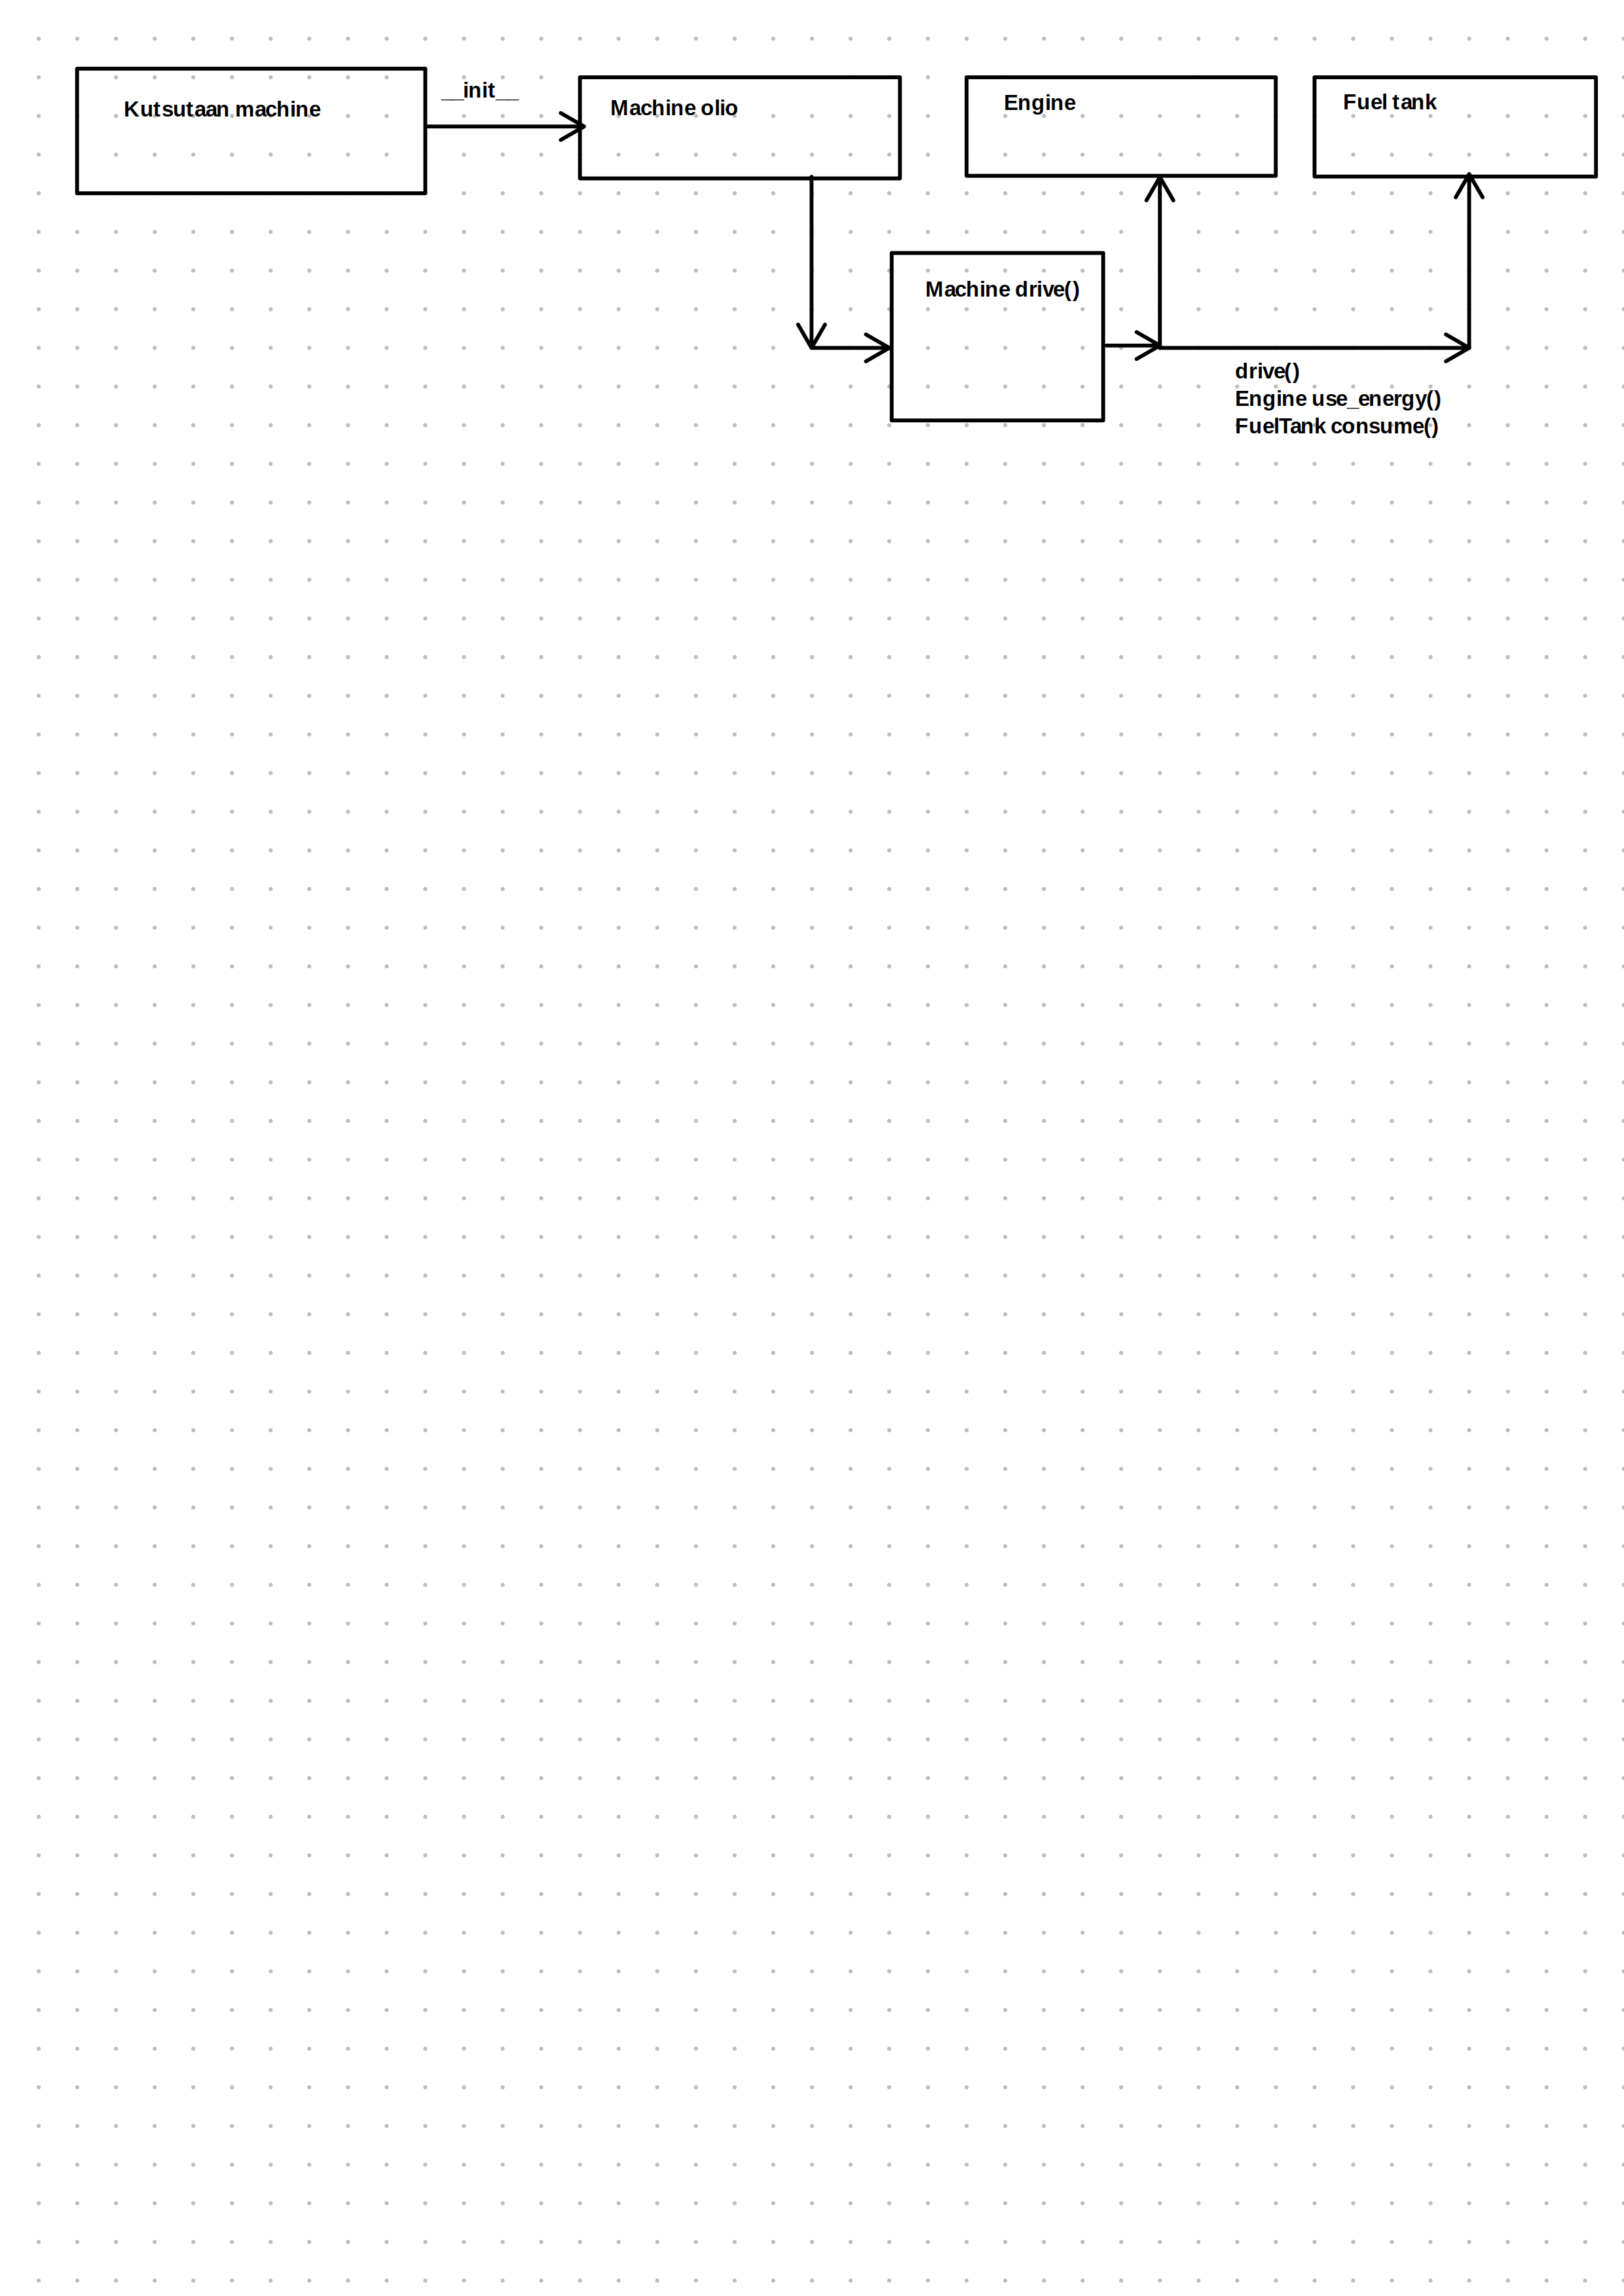 Kutsutaan machine
__init__
Machine olio
Engine
Fuel tank
Machine drive()
drive()
Engine use_energy()
FuelTank consume()